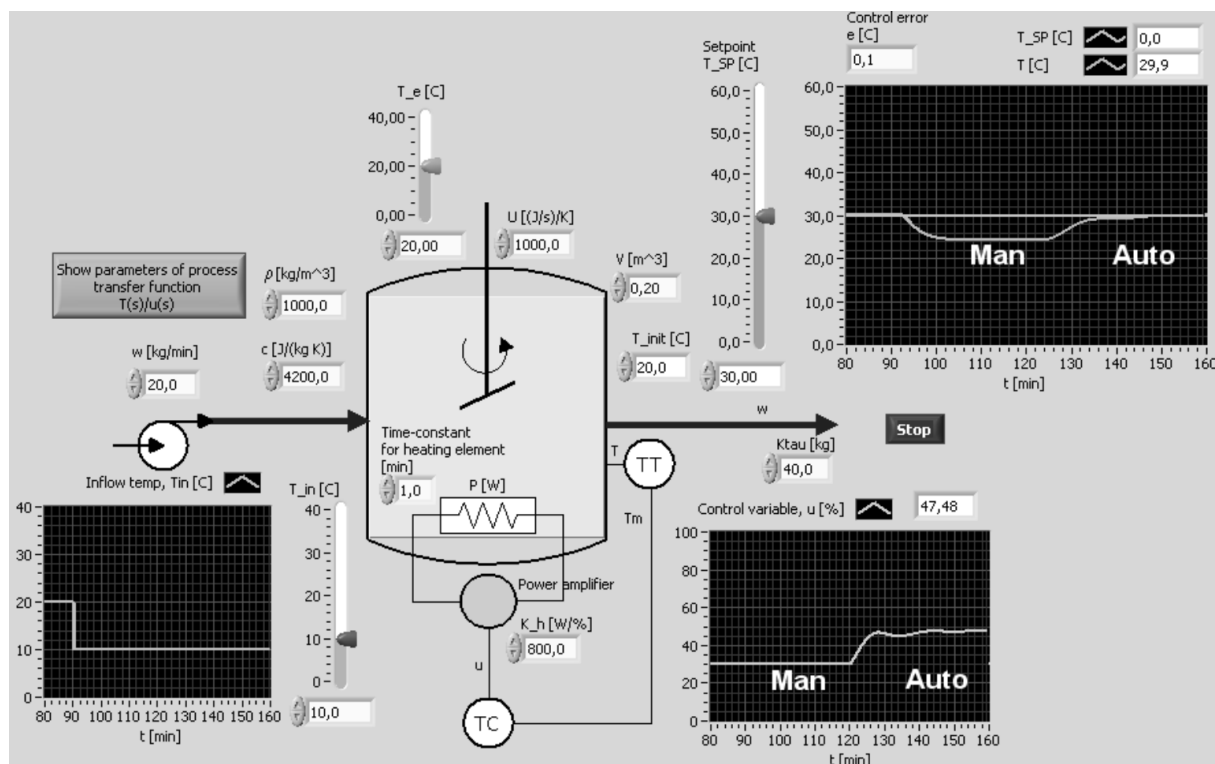 Control error
e [C]
0,1
T_SP [C]
0,0
T [C]
29,9
Setpoint
T_SP [C]
60,0
50,0
40,0
30,0
20,0
10,0
0,0
30,00
60,0
50,0
40,0
30,0
20,0
10,0
0,0
Man
Auto
80 90 100 110 120 130 140 150 160
t [min]
T_e [C]
40,00
20,00
0,00
20,00
U [(J/s)/K]
1000,0
V [m^3]
0,20
T_init [C]
20,0
Show parameters of process
transfer function
T(s)/u(s)
ρ [kg/m^3]
1000,0
w [kg/min]
20,0
c [J/(kg K)]
4200,0
Time-constant
for heating element
[min]
1,0
P [W]
w
T
TT
Tm
Ktau [kg]
40,0
Stop
Inflow temp, Tin [C]
40
30
20
10
0
80 90 100 110 120 130 140 150 160
t [min]
T_in [C]
40
30
20
10
0
10,0
Power amplifier
K_h [W/%]
800,0
u
TC
Control variable, u [%]
47,48
100
80
60
40
20
0
Man
Auto
80 90 100 110 120 130 140 150 160
t [min]